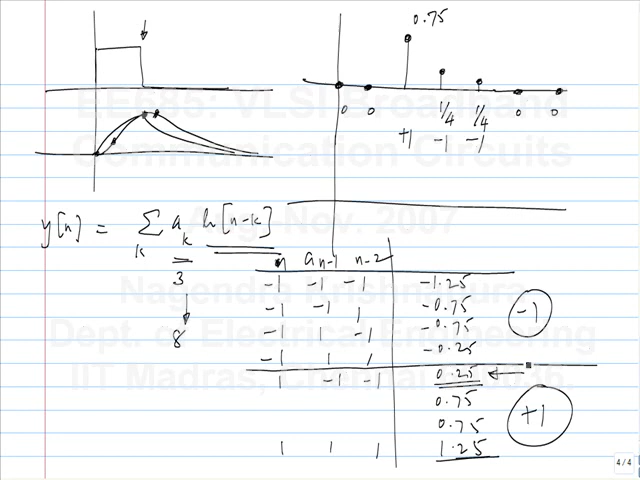 0.75
0 0 1/4 1/4 0 0
+1 -1 -1
EE685: VLSI Broadband
Communication Circuits
Aug-Nov. 2007
y[n] = Σ a_k h[n-k]
k
3
8
n a_n-1 n-2
-1 -1 -1 -1.25
-1 -1 1 -0.75
-1 1 -1 -0.75
-1 1 1 -0.25
-1
1 -1 -1 0.25
0.75
0.75
1 1 1 1.25
+1
Nagendra Krishnapura
Dept. of Electrical Engineering
IIT Madras, Chennai 600036
4/4